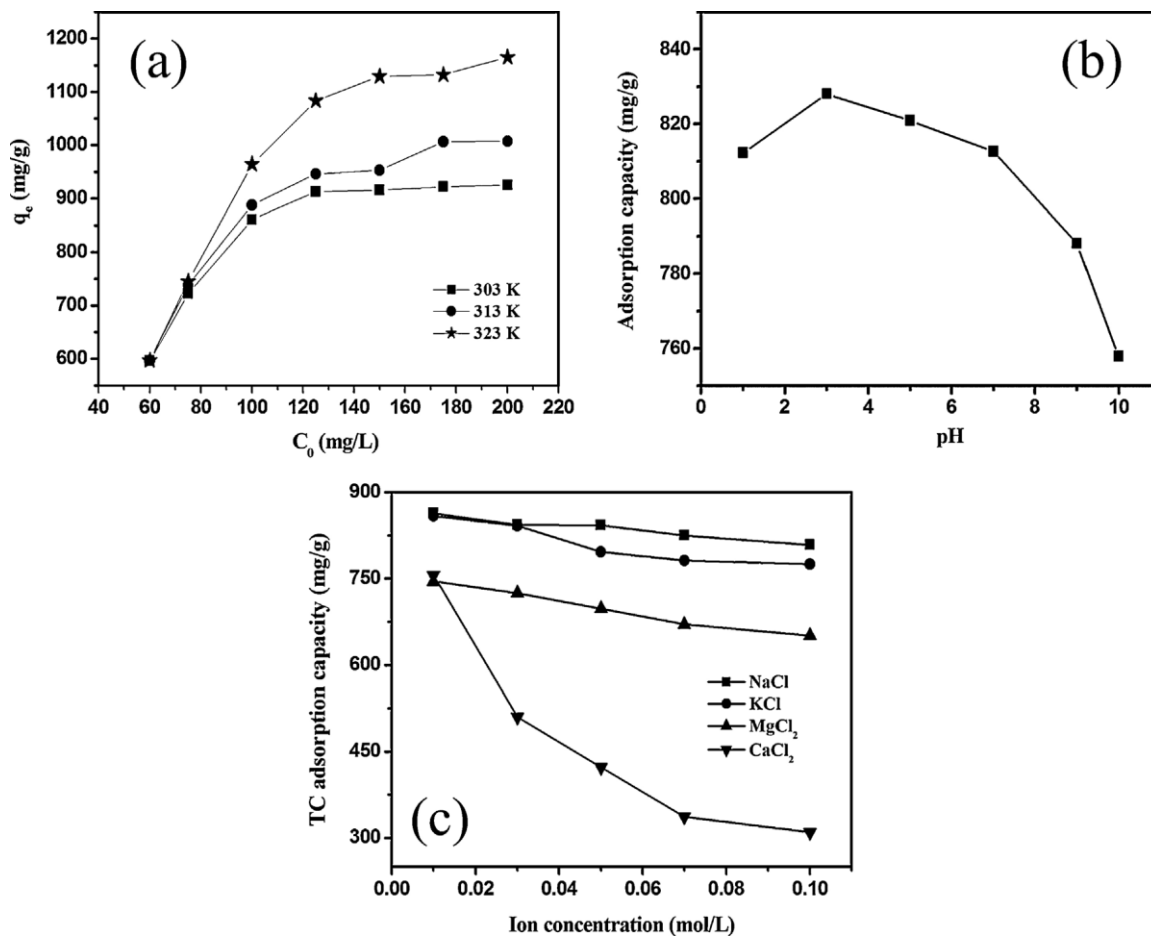 (a)
1200
1100
1000
900
800
700
600
qₑ (mg/g)
303 K
313 K
323 K
40 60 80 100 120 140 160 180 200 220
C₀ (mg/L)
(b)
840
820
800
780
760
Adsorption capacity (mg/g)
0 2 4 6 8 10
pH
900
750
600
450
300
TC adsorption capacity (mg/g)
NaCl
KCl
MgCl₂
CaCl₂
(c)
0.00 0.02 0.04 0.06 0.08 0.10
Ion concentration (mol/L)